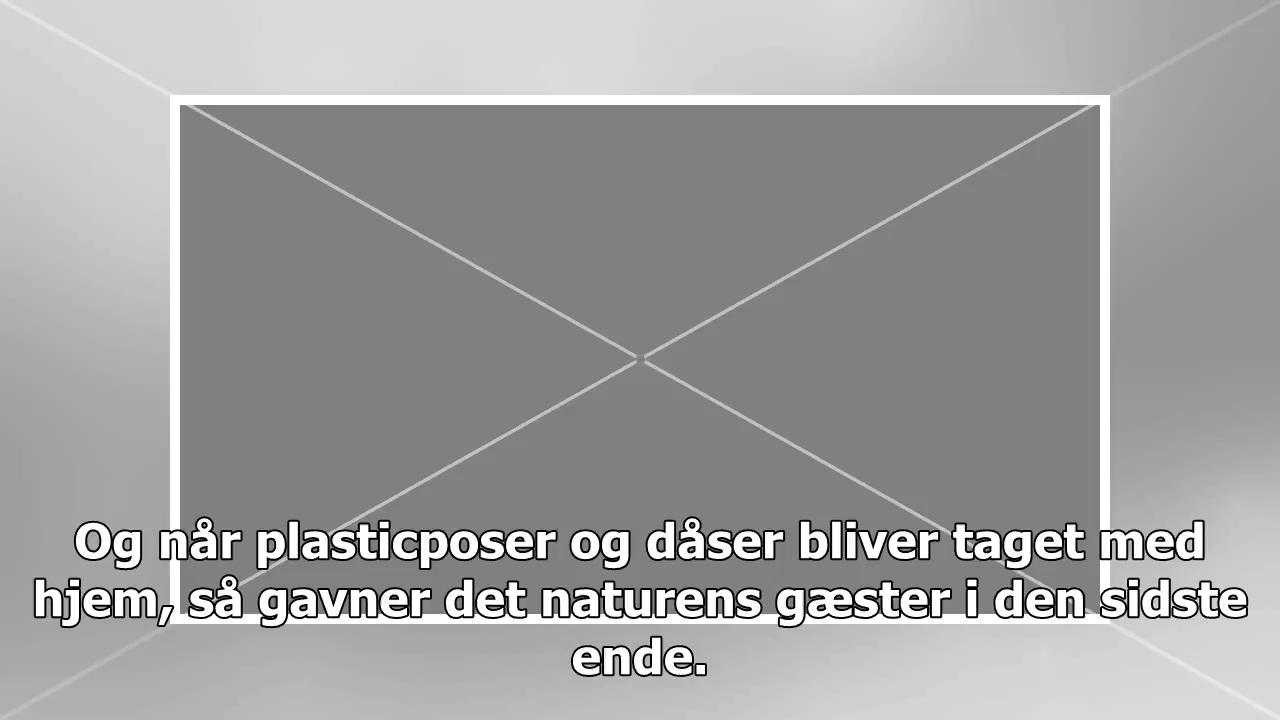 Og når plasticposer og dåser bliver taget med
hjem, så gavner det naturens gæster i den sidste
ende.